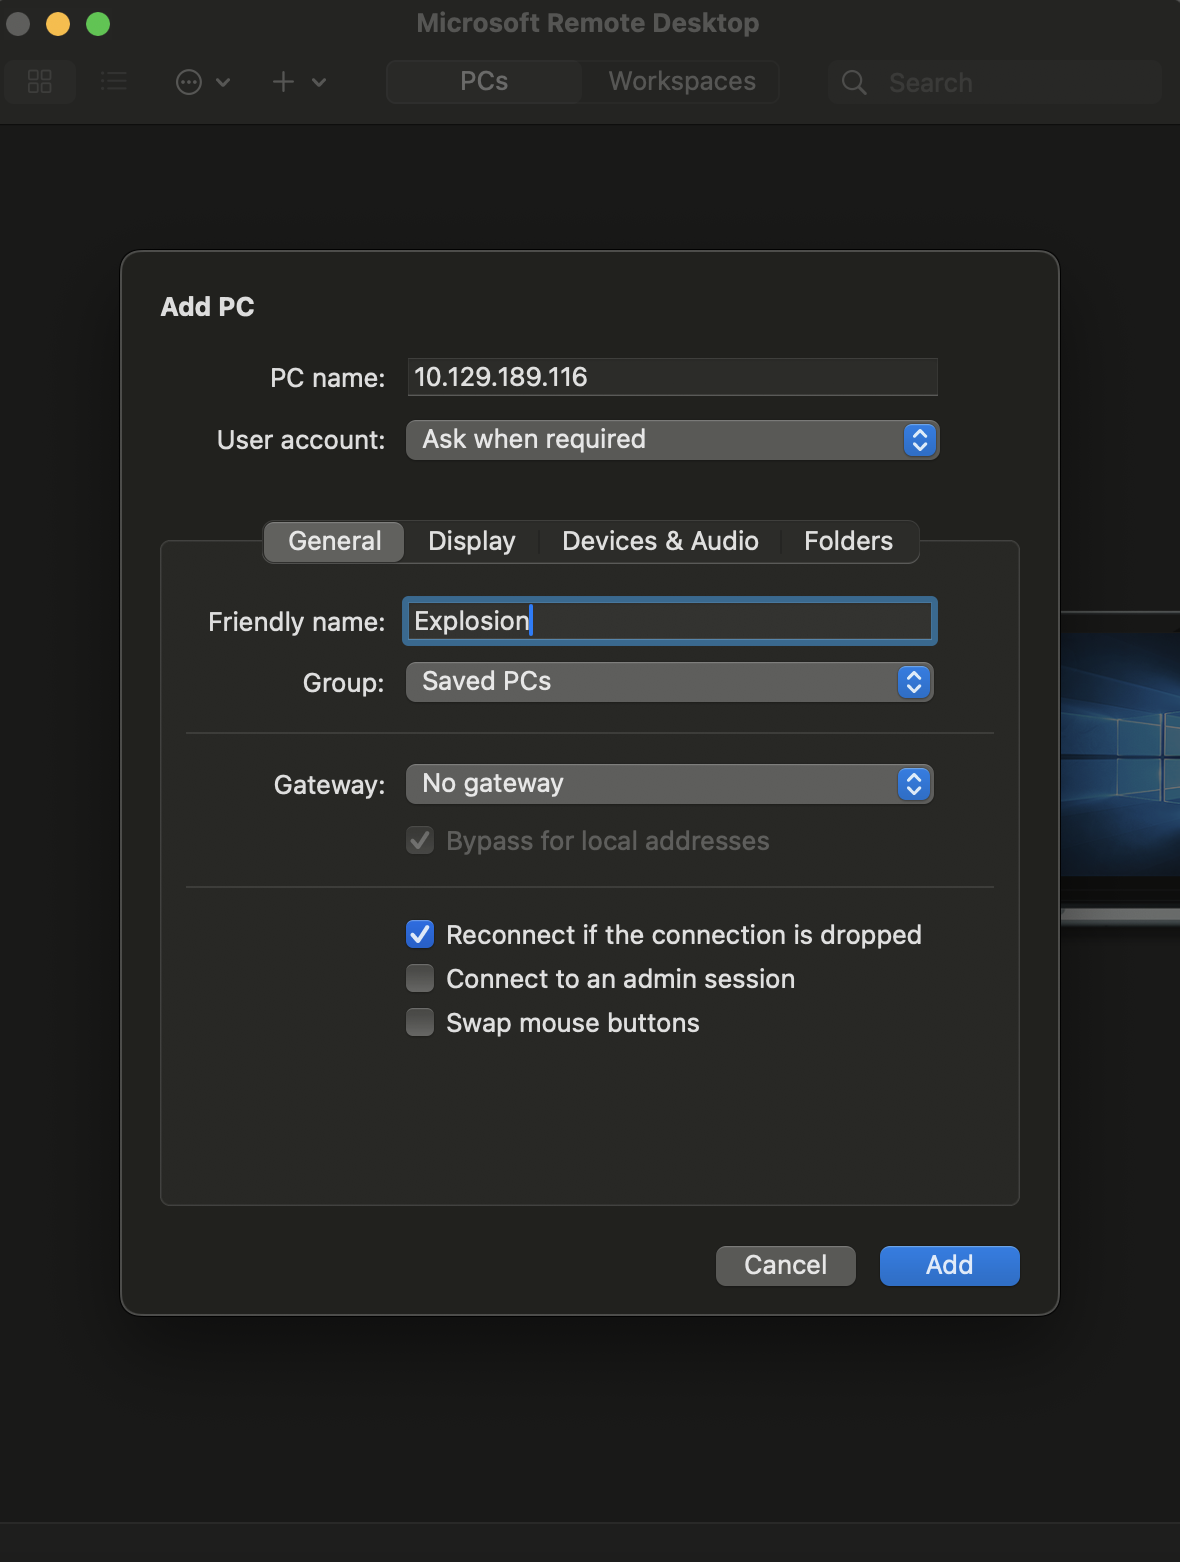 Microsoft Remote Desktop
PCs
Workspaces
Search
Add PC
PC name: 10.129.189.116
User account: Ask when required
General Display Devices & Audio Folders
Friendly name: Explosion
Group: Saved PCs
Gateway: No gateway
Bypass for local addresses
Reconnect if the connection is dropped
Connect to an admin session
Swap mouse buttons
Cancel Add